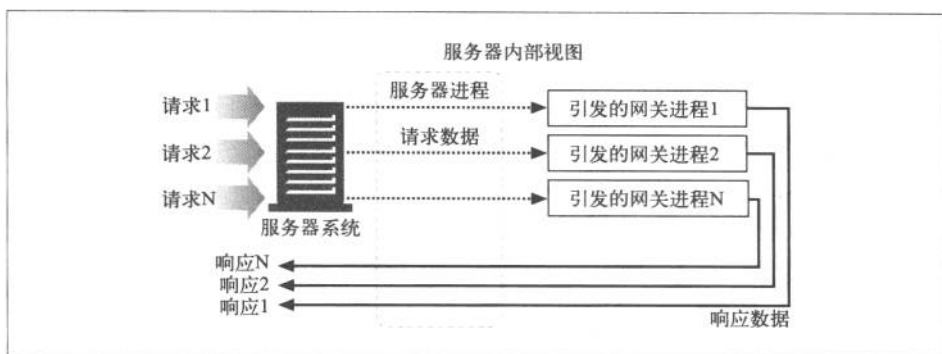 服务器内部视图
请求1
服务器进程
引发的网关进程1
请求2
请求数据
引发的网关进程2
请求N
引发的网关进程N
服务器系统
响应N
响应2
响应1
响应数据